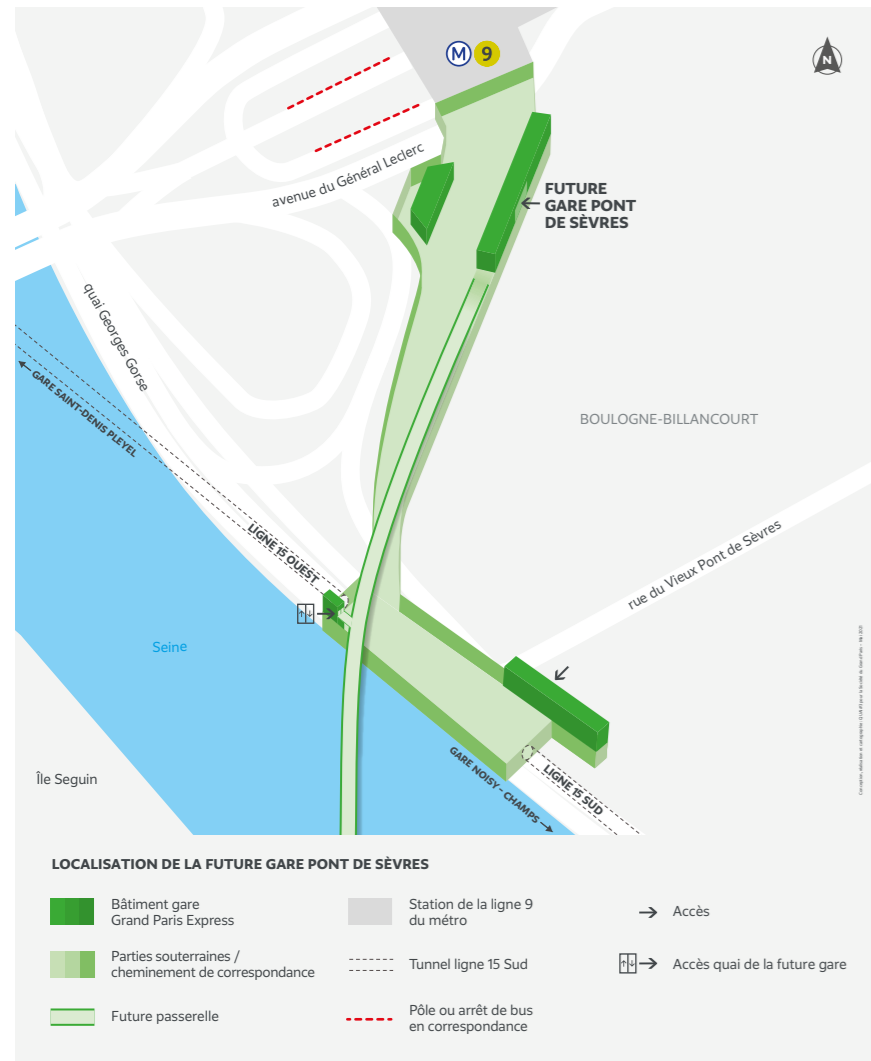 M 9
N
avenue du Général Leclerc
FUTURE
GARE PONT
DE SÈVRES
quai Georges Gorse
GARE SAINT-DENIS PLEYEL
BOULOGNE-BILLANCOURT
LIGNE 15 OUEST
rue du Vieux Pont de Sèvres
Seine
Île Seguin
GARE NOISY - CHAMPS
LIGNE 15 SUD
LOCALISATION DE LA FUTURE GARE PONT DE SÈVRES
Bâtiment gare
Grand Paris Express
Parties souterraines /
cheminement de correspondance
Future passerelle
Station de la ligne 9
du métro
Tunnel ligne 15 Sud
Pôle ou arrêt de bus
en correspondance
Accès
Accès quai de la future gare